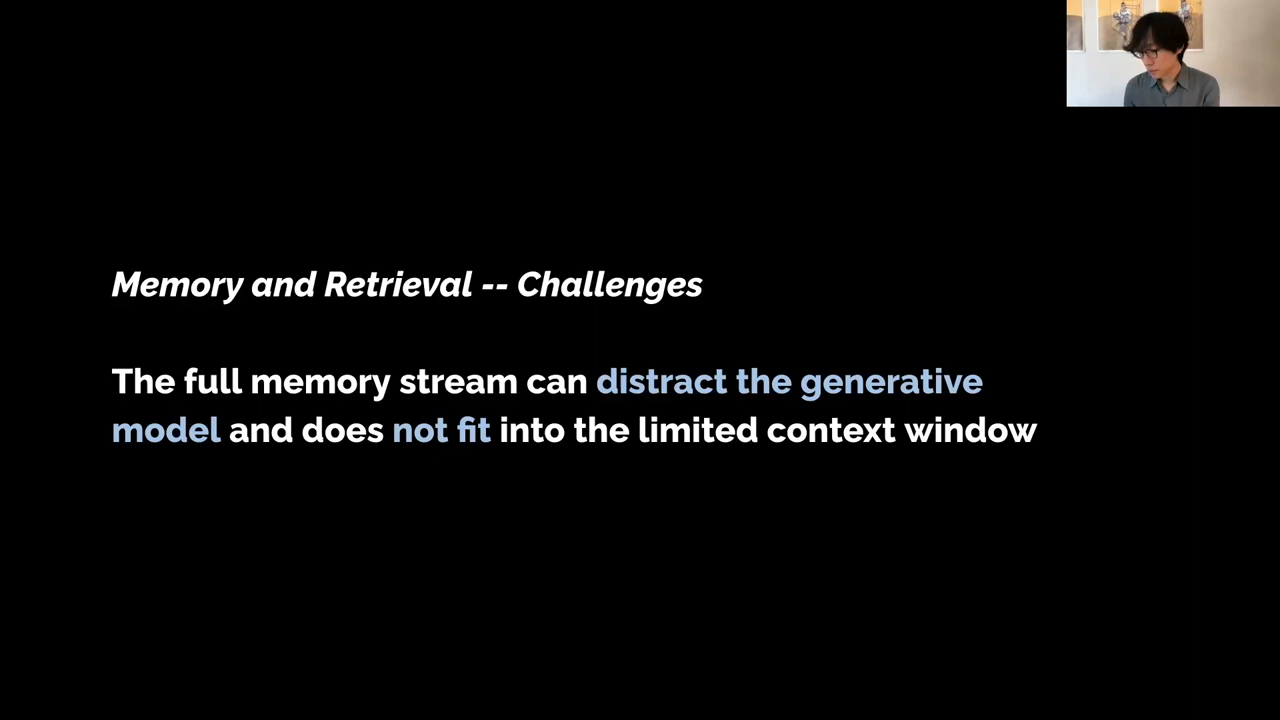 Memory and Retrieval -- Challenges
The full memory stream can distract the generative
model and does not fit into the limited context window